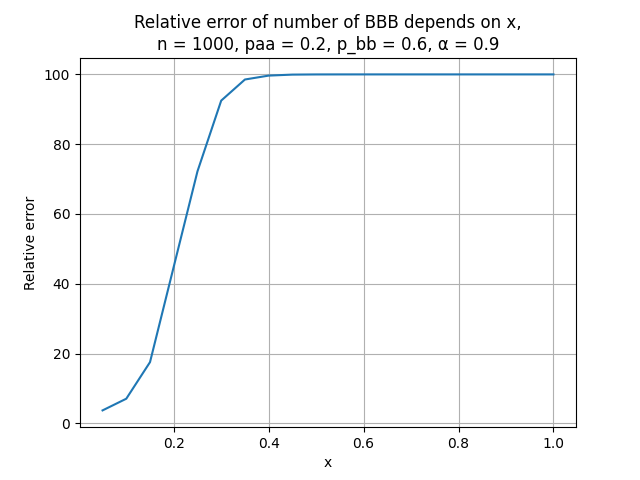 Relative error of number of BBB depends on x,
n = 1000, paa = 0.2, p_bb = 0.6, α = 0.9
100
80
60
40
20
0
Relative error
0.2 0.4 0.6 0.8 1.0
x